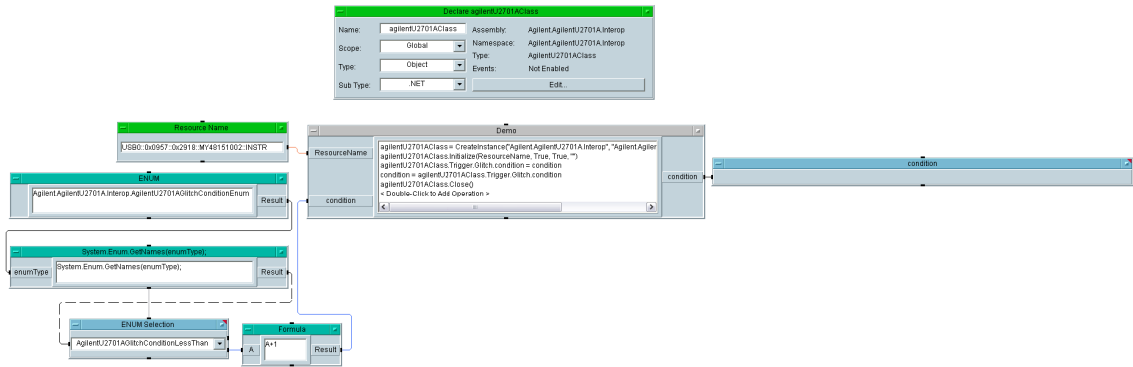 Declare agilentU2701AClass
Name: agilentU2701AClass Assembly: Agilent.AgilentU2701A.Interop
Scope: Global Namespace: Agilent.AgilentU2701A.Interop
Type: AgilentU2701AClass
Type: Object Events: Not Enabled
Sub Type: .NET Edit...
Resource Name
USB0::0x0957::0x2918::MY48151002::INSTR
Demo
ResourceName
agilentU2701AClass = CreateInstance("Agilent.AgilentU2701A.Interop", "Agilent.Agiler
agilentU2701AClass.Initialize(ResourceName, True, True, "")
agilentU2701AClass.Trigger.Glitch.condition = condition
condition = agilentU2701AClass.Trigger.Glitch.condition
agilentU2701AClass.Close()
< Double-Click to Add Operation >
condition
condition
condition
ENUM
Agilent.AgilentU2701A.Interop.AgilentU2701AGlitchConditionEnum
Result
System.Enum.GetNames(enumType);
enumType
System.Enum.GetNames(enumType);
Result
ENUM Selection
AgilentU2701AGlitchConditionLessThan
Formula
A
A+1
Result